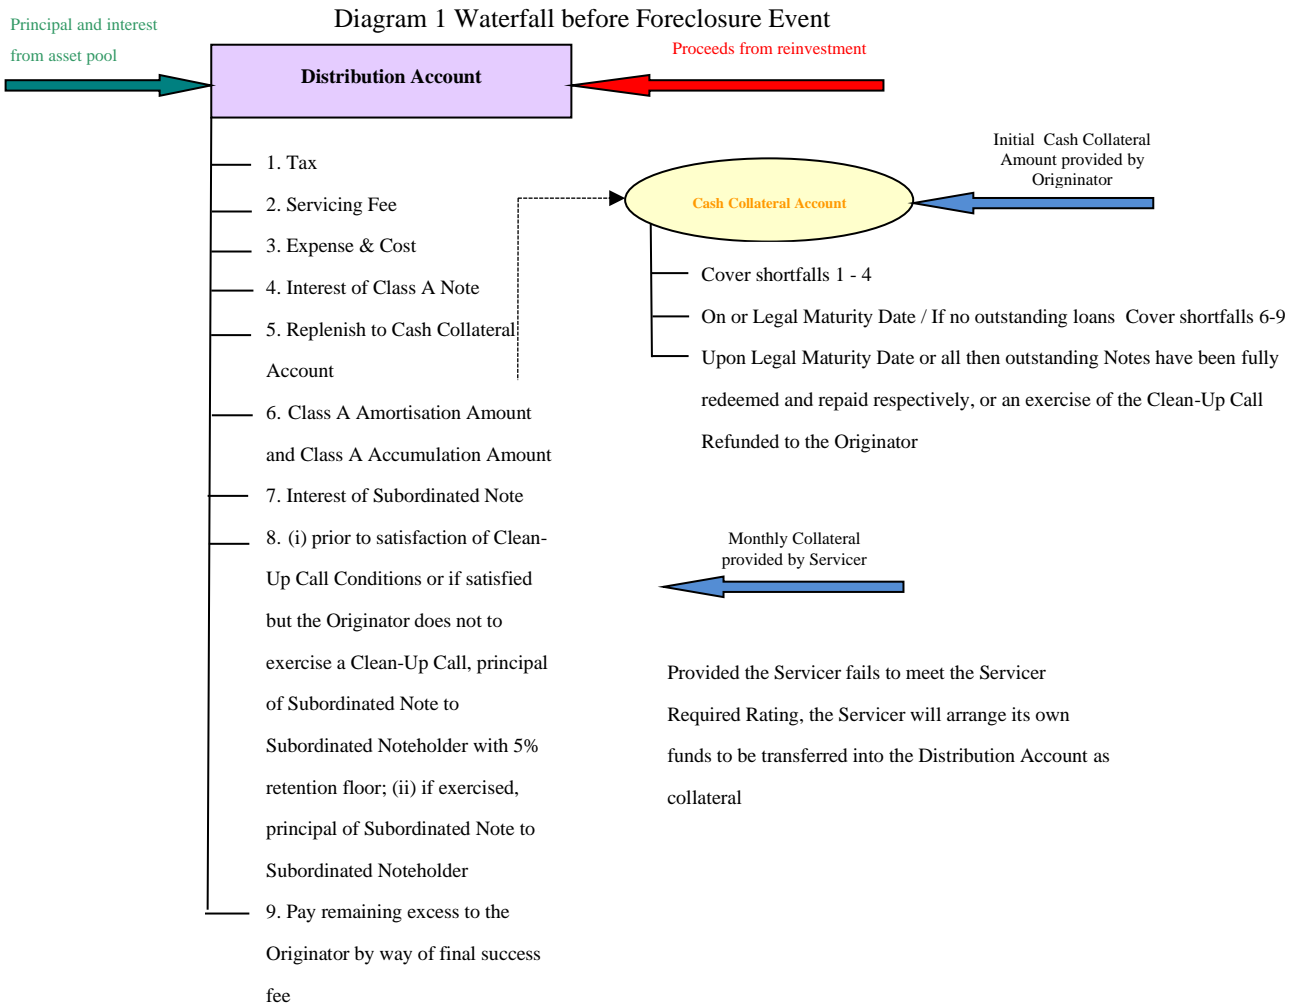 Diagram 1 Waterfall before Foreclosure Event
Principal and interest
from asset pool
Distribution Account
Proceeds from reinvestment
1. Tax
2. Servicing Fee
3. Expense & Cost
4. Interest of Class A Note
5. Replenish to Cash Collateral
Account
6. Class A Amortisation Amount
and Class A Accumulation Amount
7. Interest of Subordinated Note
8. (i) prior to satisfaction of Clean-
Up Call Conditions or if satisfied
but the Originator does not to
exercise a Clean-Up Call, principal
of Subordinated Note to
Subordinated Noteholder with 5%
retention floor; (ii) if exercised,
principal of Subordinated Note to
Subordinated Noteholder
9. Pay remaining excess to the
Originator by way of final success
fee
Initial Cash Collateral
Amount provided by
Origninator
Cash Collateral Account
Cover shortfalls 1 - 4
On or Legal Maturity Date / If no outstanding loans Cover shortfalls 6-9
Upon Legal Maturity Date or all then outstanding Notes have been fully
redeemed and repaid respectively, or an exercise of the Clean-Up Call
Refunded to the Originator
Monthly Collateral
provided by Servicer
Provided the Servicer fails to meet the Servicer
Required Rating, the Servicer will arrange its own
funds to be transferred into the Distribution Account as
collateral